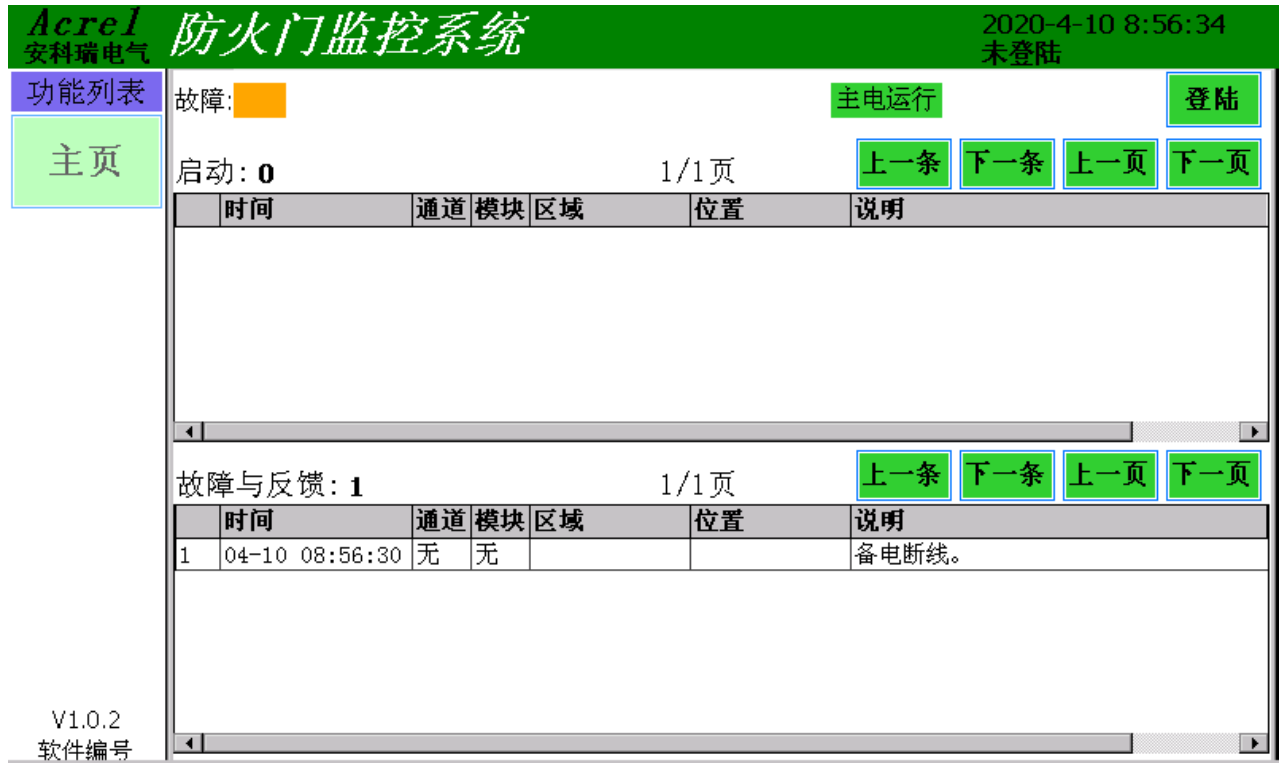 Acrel 防火门监控系统 2020-4-10 8:56:34
安科瑞电气 未登陆
功能列表 故障: 主电运行 登陆
主页
启动: 0 1/1页 上一条 下一条 上一页 下一页
时间 通道 模块 区域 位置 说明
故障与反馈: 1 1/1页 上一条 下一条 上一页 下一页
时间 通道 模块 区域 位置 说明
1 04-10 08:56:30 无 无 备电断线。
V1.0.2
软件编号